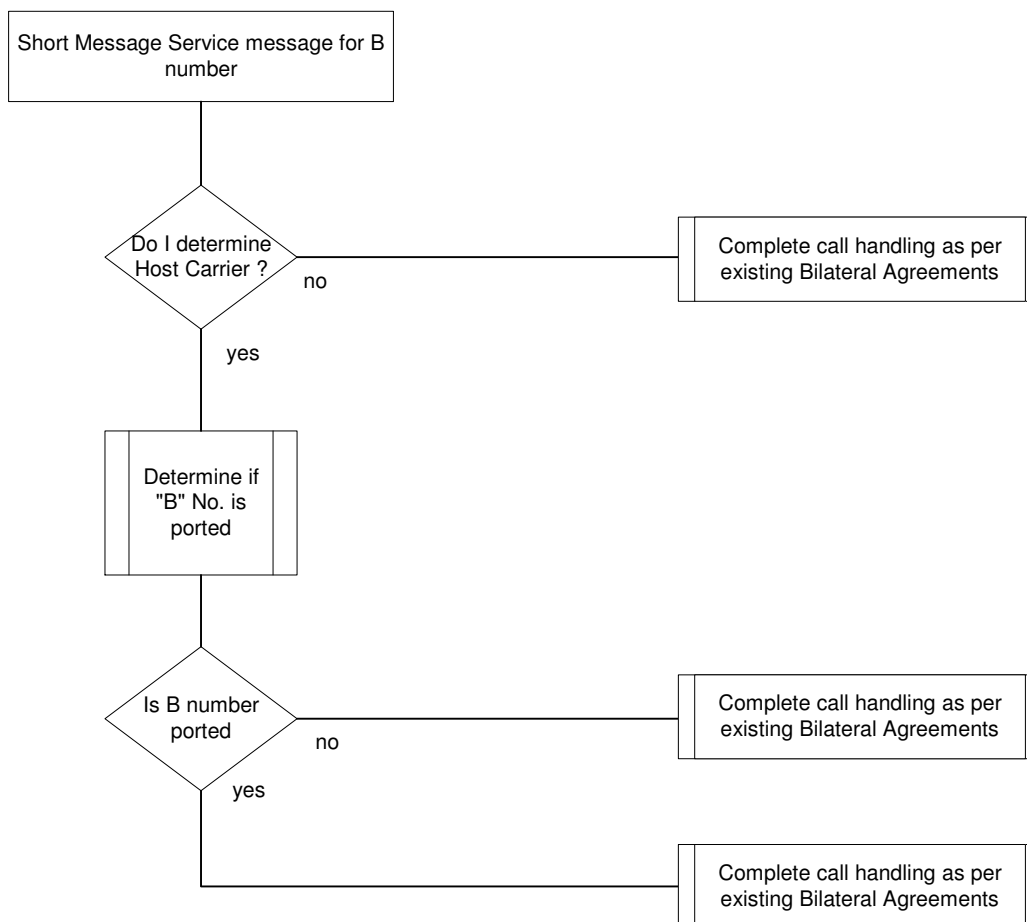 Short Message Service message for B
number
Do I determine
Host Carrier ?
no
Complete call handling as per
existing Bilateral Agreements
yes
Determine if
"B" No. is
ported
Is B number
ported
no
Complete call handling as per
existing Bilateral Agreements
yes
Complete call handling as per
existing Bilateral Agreements